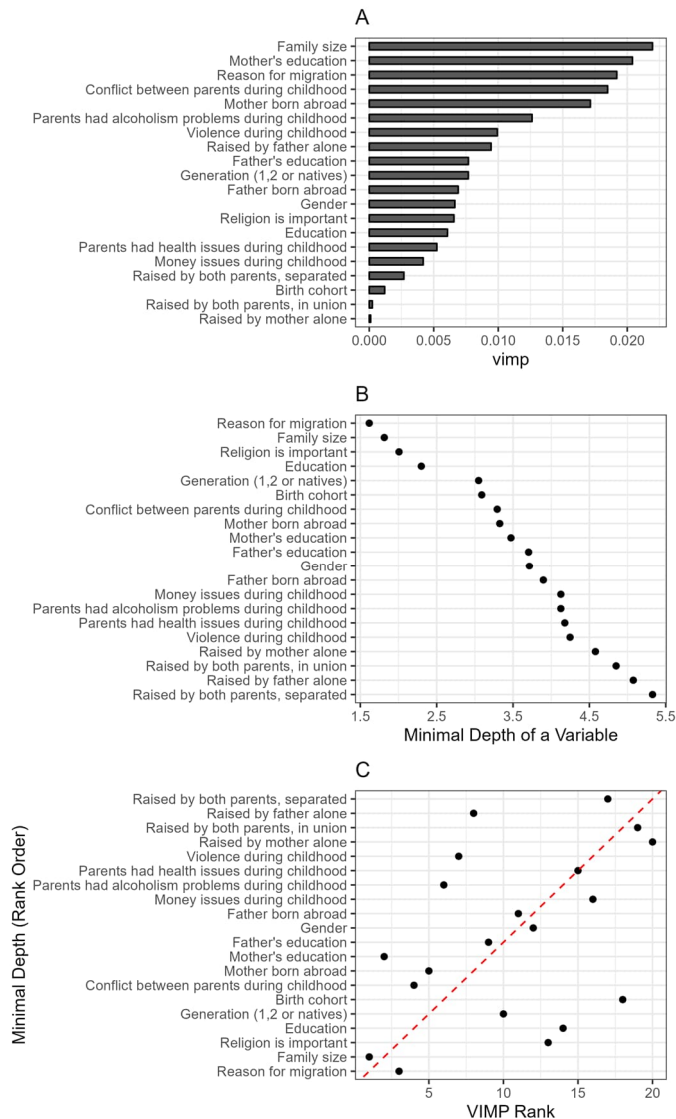 A
Family size
Mother's education
Reason for migration
Conflict between parents during childhood
Mother born abroad
Parents had alcoholism problems during childhood
Violence during childhood
Raised by father alone
Father's education
Generation (1,2 or natives)
Father born abroad
Gender
Religion is important
Education
Parents had health issues during childhood
Money issues during childhood
Raised by both parents, separated
Birth cohort
Raised by both parents, in union
Raised by mother alone
0.000 0.005 0.010 0.015 0.020
vimp
B
Reason for migration
Family size
Religion is important
Education
Generation (1,2 or natives)
Birth cohort
Conflict between parents during childhood
Mother born abroad
Mother's education
Father's education
Gender
Father born abroad
Money issues during childhood
Parents had alcoholism problems during childhood
Parents had health issues during childhood
Violence during childhood
Raised by mother alone
Raised by both parents, in union
Raised by father alone
Raised by both parents, separated
1.5 2.5 3.5 4.5 5.5
Minimal Depth of a Variable
C
Minimal Depth (Rank Order)
Raised by both parents, separated
Raised by father alone
Raised by both parents, in union
Raised by mother alone
Violence during childhood
Parents had health issues during childhood
Parents had alcoholism problems during childhood
Money issues during childhood
Father born abroad
Gender
Father's education
Mother's education
Mother born abroad
Conflict between parents during childhood
Birth cohort
Generation (1,2 or natives)
Education
Religion is important
Family size
Reason for migration
5 10 15 20
VIMP Rank